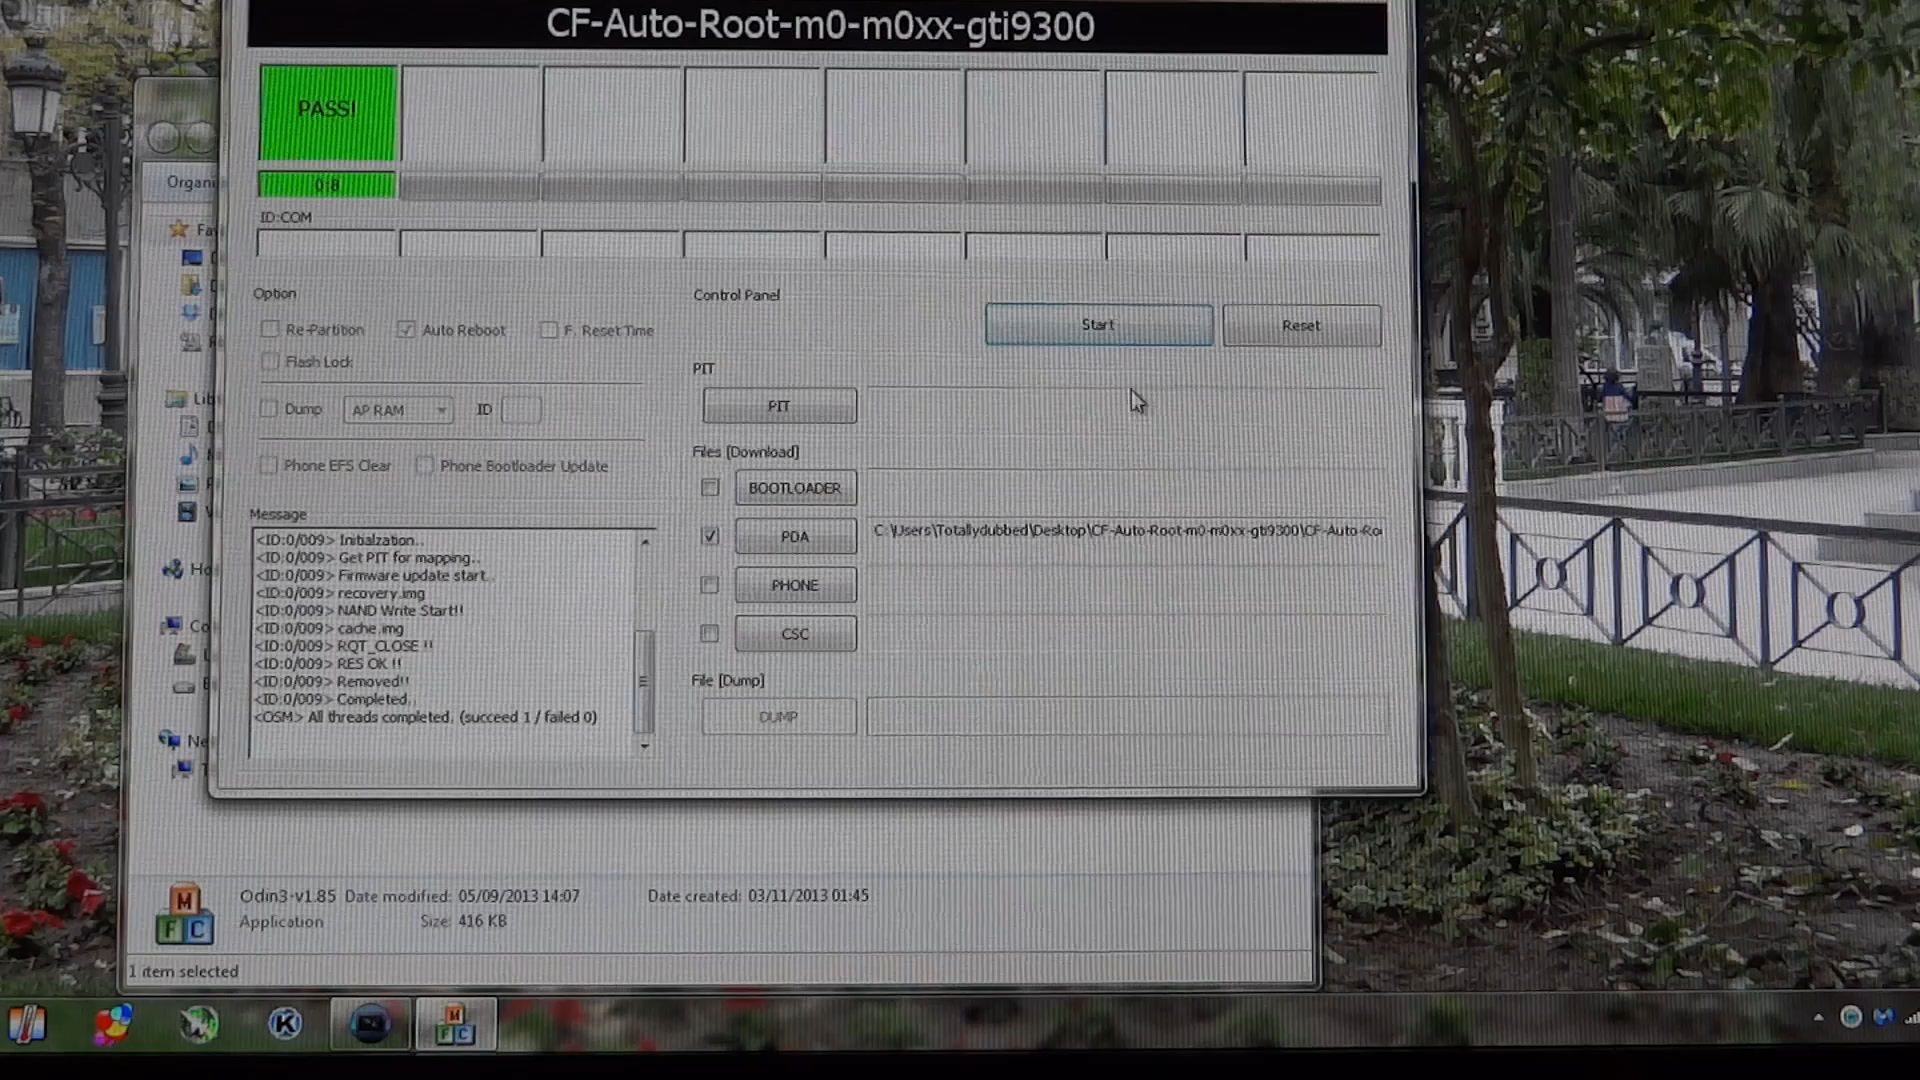 CF-Auto-Root-m0-m0xx-gti9300
PASS!
0:8
ID:COM
Option
Re-Partition
Auto Reboot
F. Reset Time
Flash Lock
Dump
AP RAM
ID
Phone EFS Clear
Phone Bootloader Update
Control Panel
Start
Reset
PIT
PIT
Files [Download]
BOOTLOADER
PDA
C:\Users\Totallydubbed\Desktop\CF-Auto-Root-m0-m0xx-gti9300\CF-Auto-Ro
PHONE
CSC
File [Dump]
DUMP
Message
<ID:0/009> Initialzation..
<ID:0/009> Get PIT for mapping..
<ID:0/009> Firmware update start..
<ID:0/009> recovery.img
<ID:0/009> NAND Write Start!!
<ID:0/009> cache.img
<ID:0/009> RQT_CLOSE !!
<ID:0/009> RES OK !!
<ID:0/009> Removed!!
<ID:0/009> Completed..
<OSM> All threads completed. (succeed 1 / failed 0)
Organi
Fa
Lib
Ho
Co
Ne
Odin3-v1.85 Date modified: 05/09/2013 14:07 Date created: 03/11/2013 01:45
Application Size: 416 KB
M
F C
1 item selected
K
M
F C